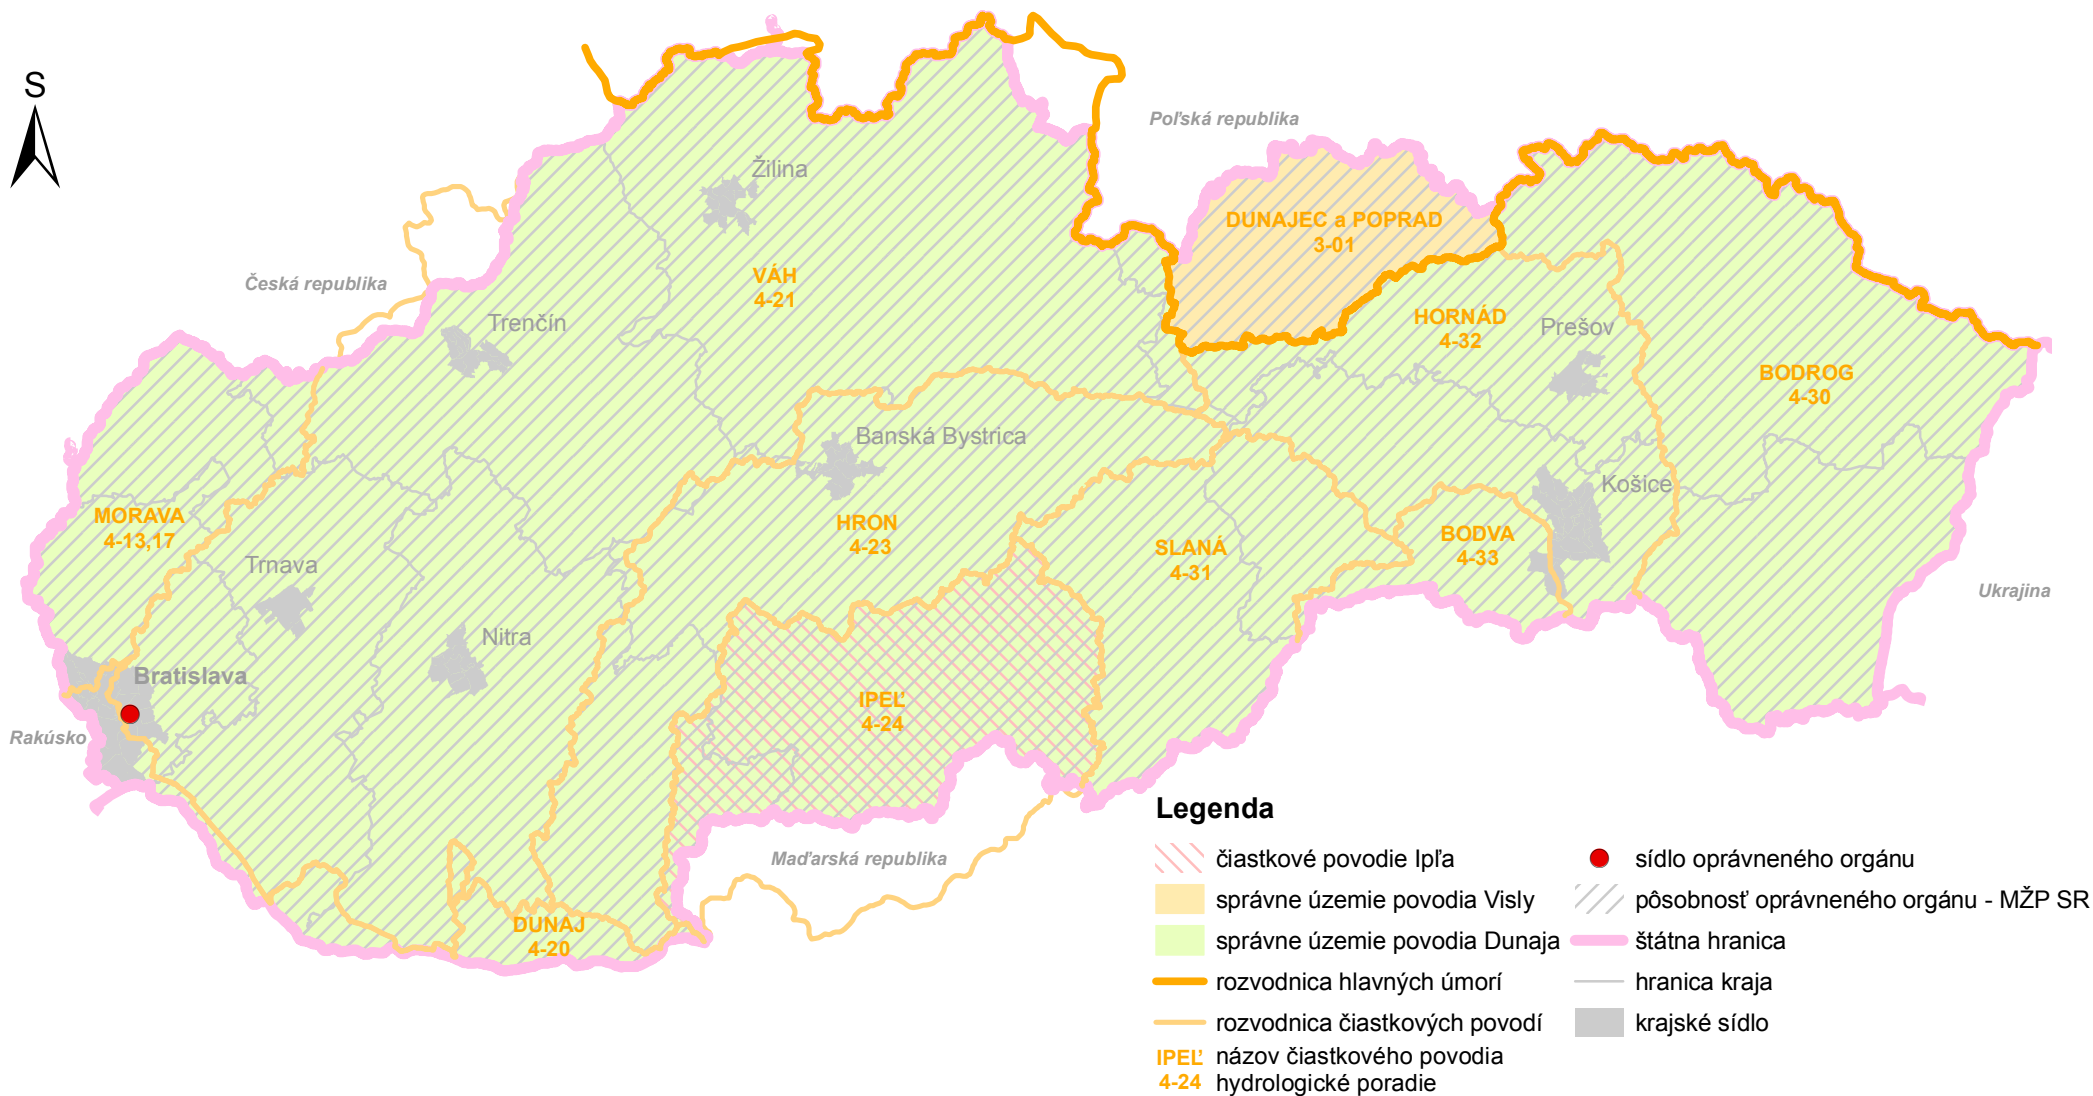 S
Poľská republika
Žilina
DUNAJEC a POPRAD
3-01
Česká republika
VÁH
4-21
Trenčín
HORNÁD
4-32
Prešov
BODROG
4-30
Banská Bystrica
Košice
MORAVA
4-13,17
HRON
4-23
SLANÁ
4-31
BODVA
4-33
Trnava
Ukrajina
Nitra
Bratislava
IPEĽ
4-24
Rakúsko
Maďarská republika
DUNAJ
4-20
Legenda
čiastkové povodie Ipľa
správne územie povodia Visly
správne územie povodia Dunaja
rozvodnica hlavných úmorí
rozvodnica čiastkových povodí
IPEĽ názov čiastkového povodia
4-24 hydrologické poradie
sídlo oprávneného orgánu
pôsobnosť oprávneného orgánu - MŽP SR
štátna hranica
hranica kraja
krajské sídlo